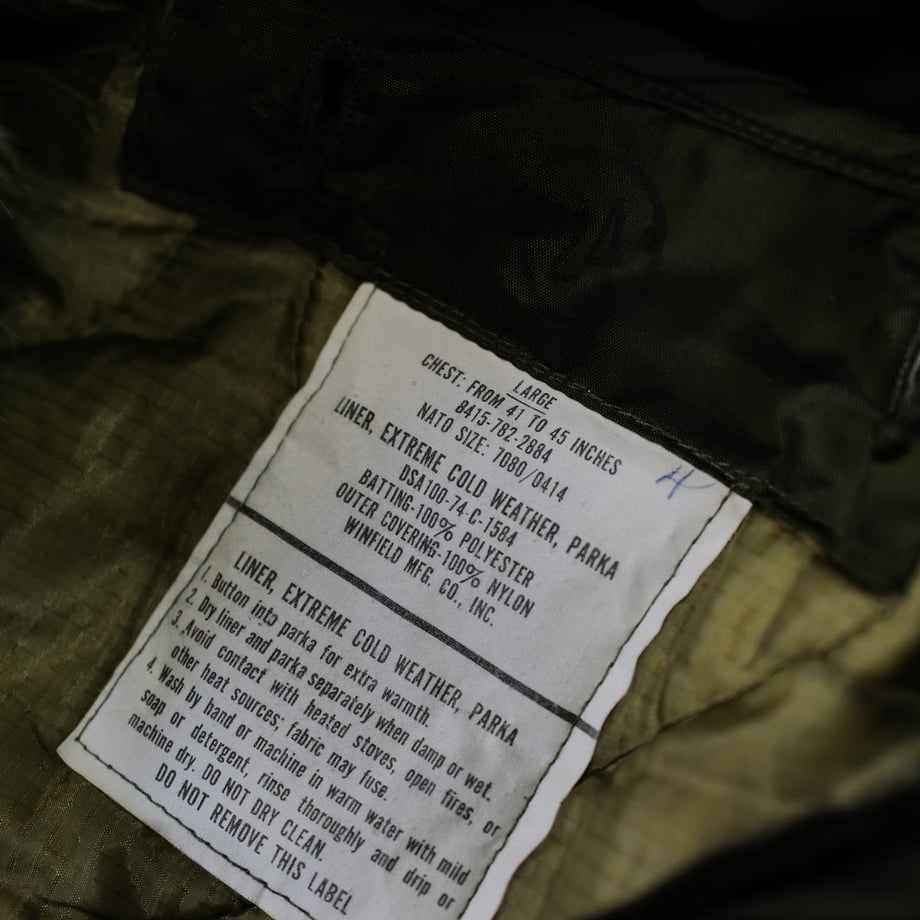 LARGE
CHEST: FROM 41 TO 45 INCHES
8415-782-2884
NATO SIZE: 7080/0414
LINER, EXTREME COLD WEATHER, PARKA
DSA100-74-C-1584
BATTING-100% POLYESTER
OUTER COVERING-100% NYLON
WINFIELD MFG. CO., INC.
4
LINER, EXTREME COLD WEATHER, PARKA
1. Button into parka for extra warmth.
2. Dry liner and parka separately when damp or wet.
3. Avoid contact with heated stoves, open fires, or
other heat sources; fabric may fuse.
4. Wash by hand or machine in warm water with mild
soap or detergent, rinse thoroughly and drip or
machine dry. DO NOT DRY CLEAN.
DO NOT REMOVE THIS LABEL